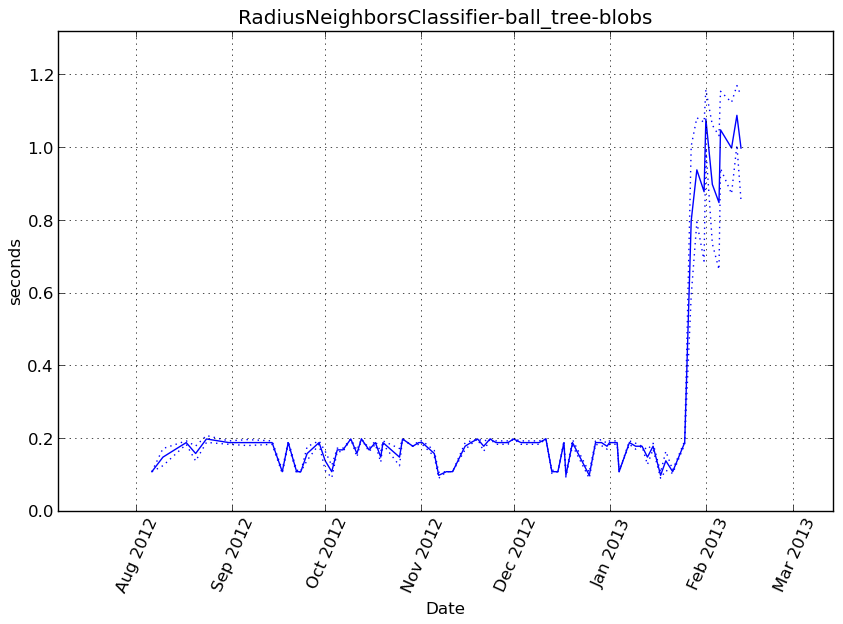 RadiusNeighborsClassifier-ball_tree-blobs
1.2
1.0
0.8
0.6
0.4
0.2
0.0
seconds
Aug 2012
Sep 2012
Oct 2012
Nov 2012
Dec 2012
Jan 2013
Feb 2013
Mar 2013
Date